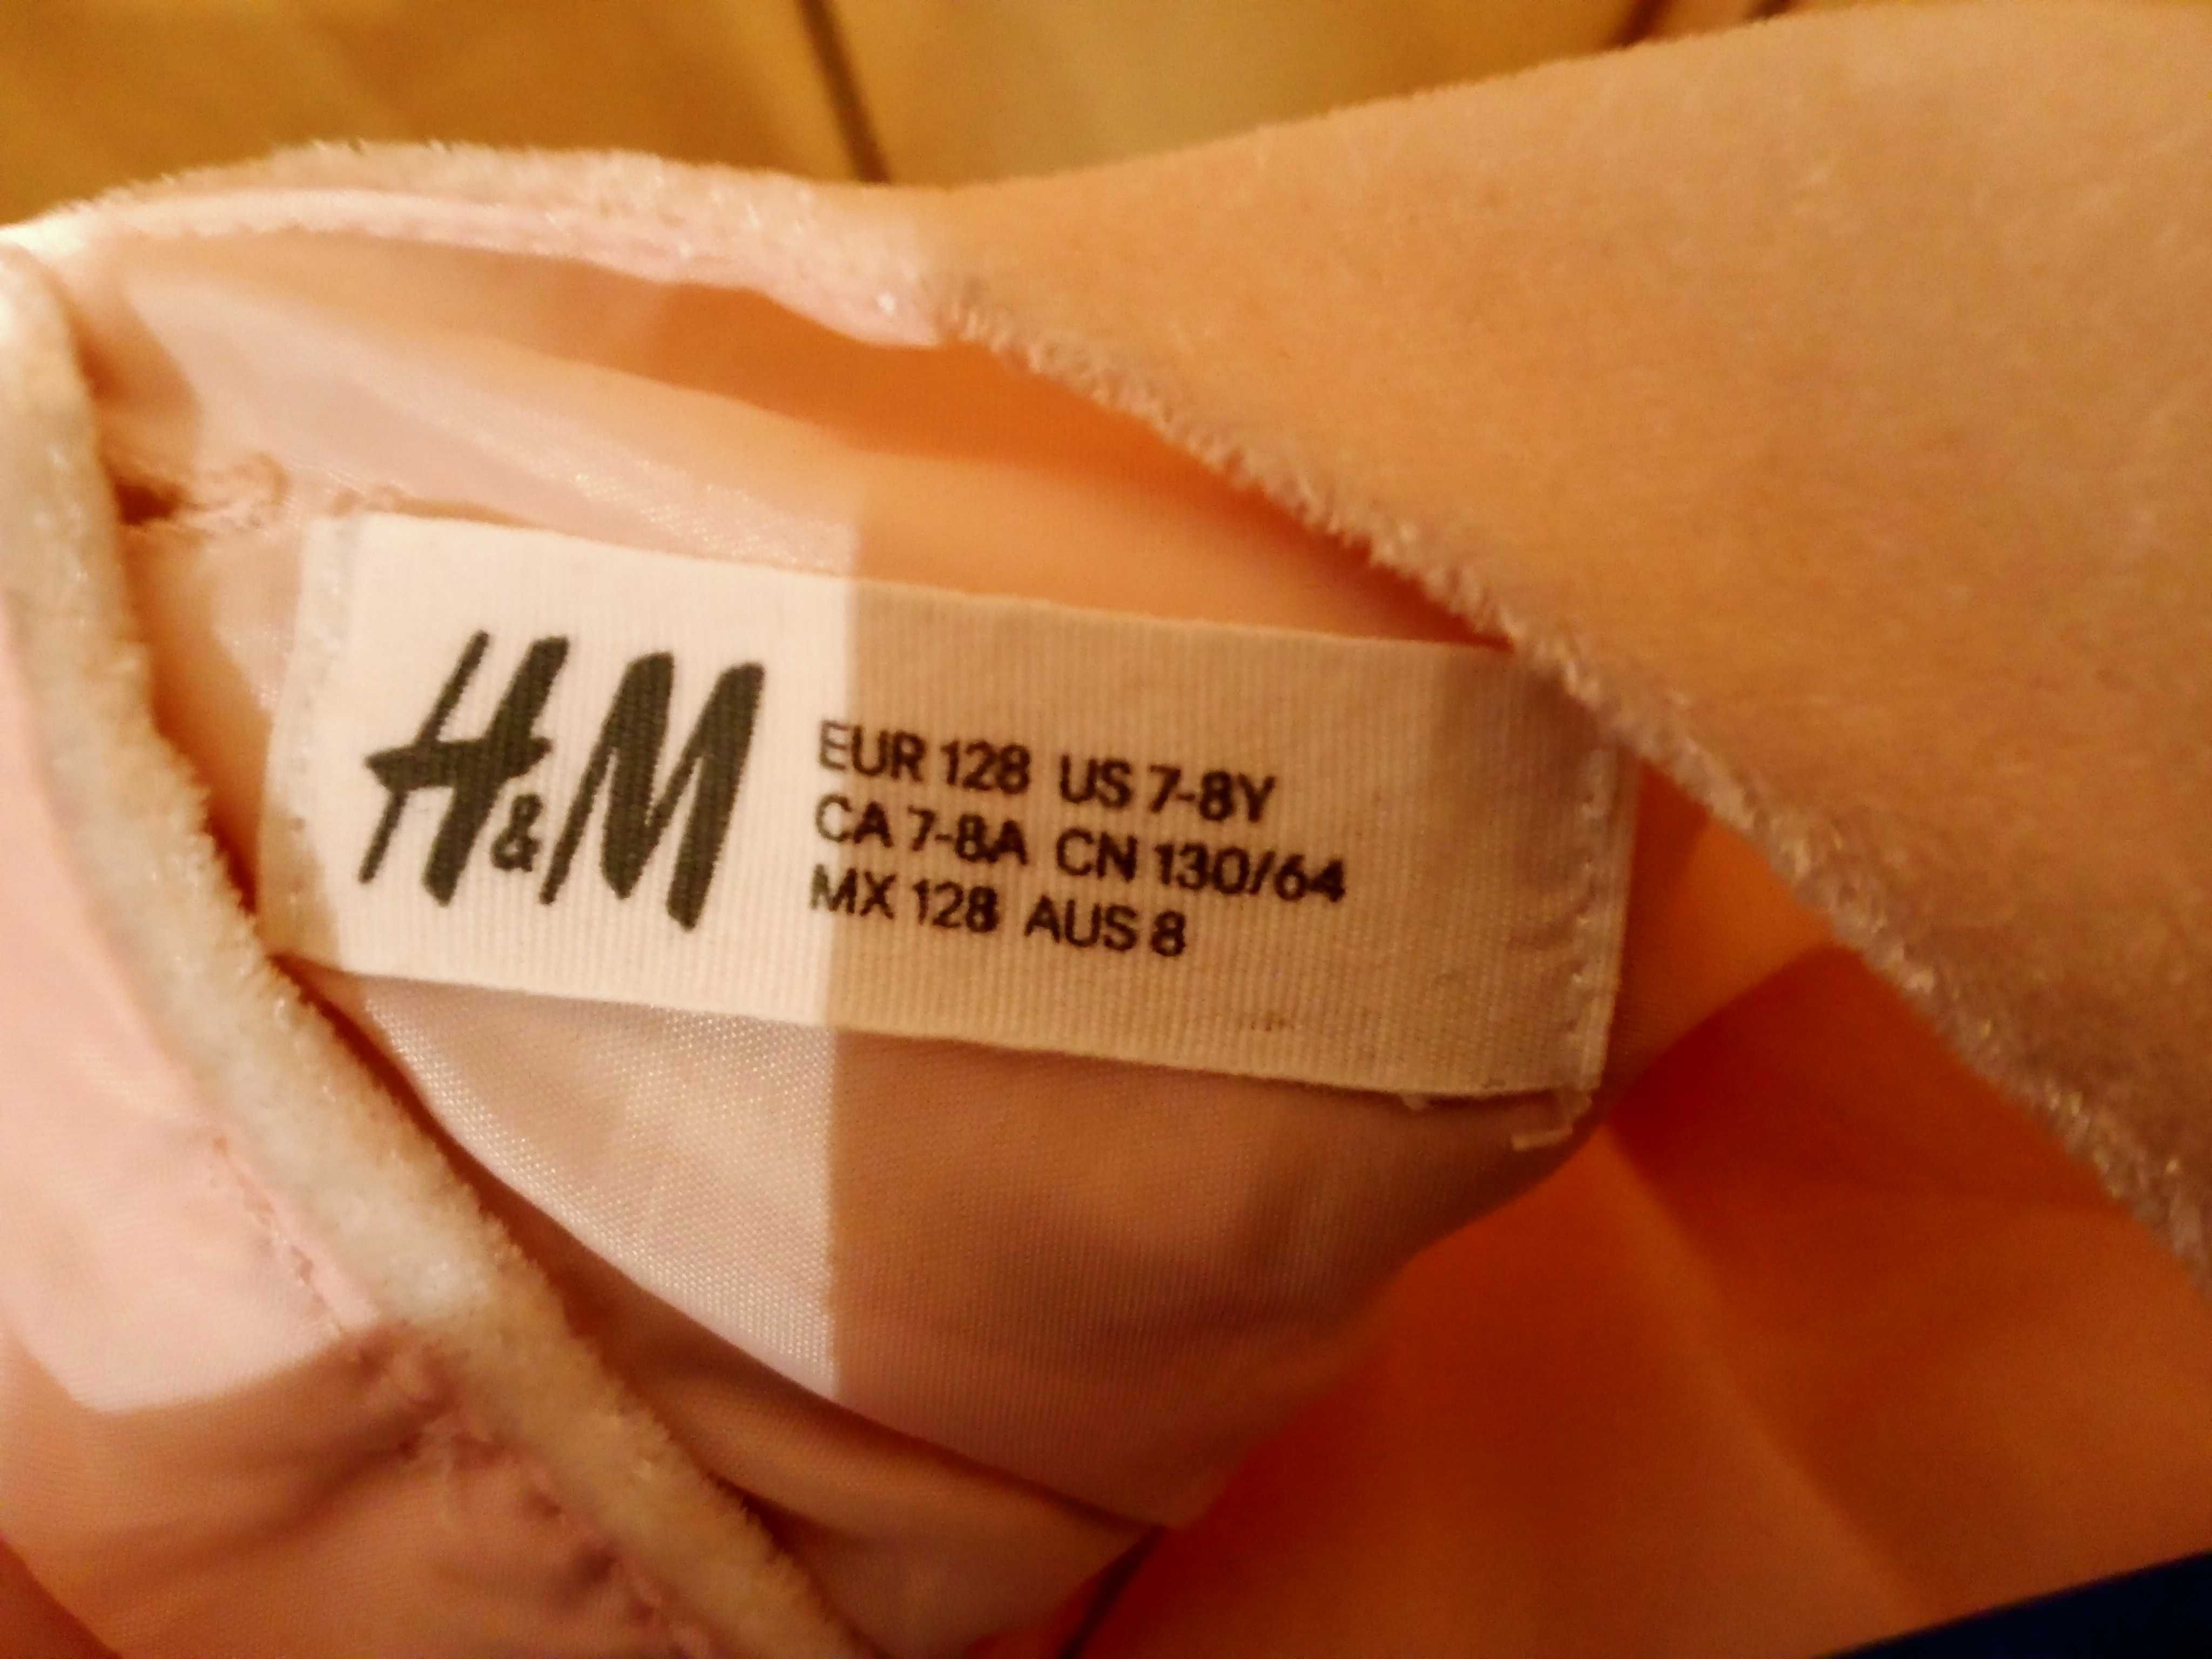 H&M
EUR 128 US 7-8Y
CA 7-8A CN 130/64
MX 128 AUS 8